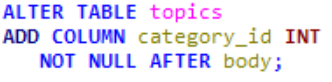 ALTER TABLE topics
ADD COLUMN category_id INT
NOT NULL AFTER body;